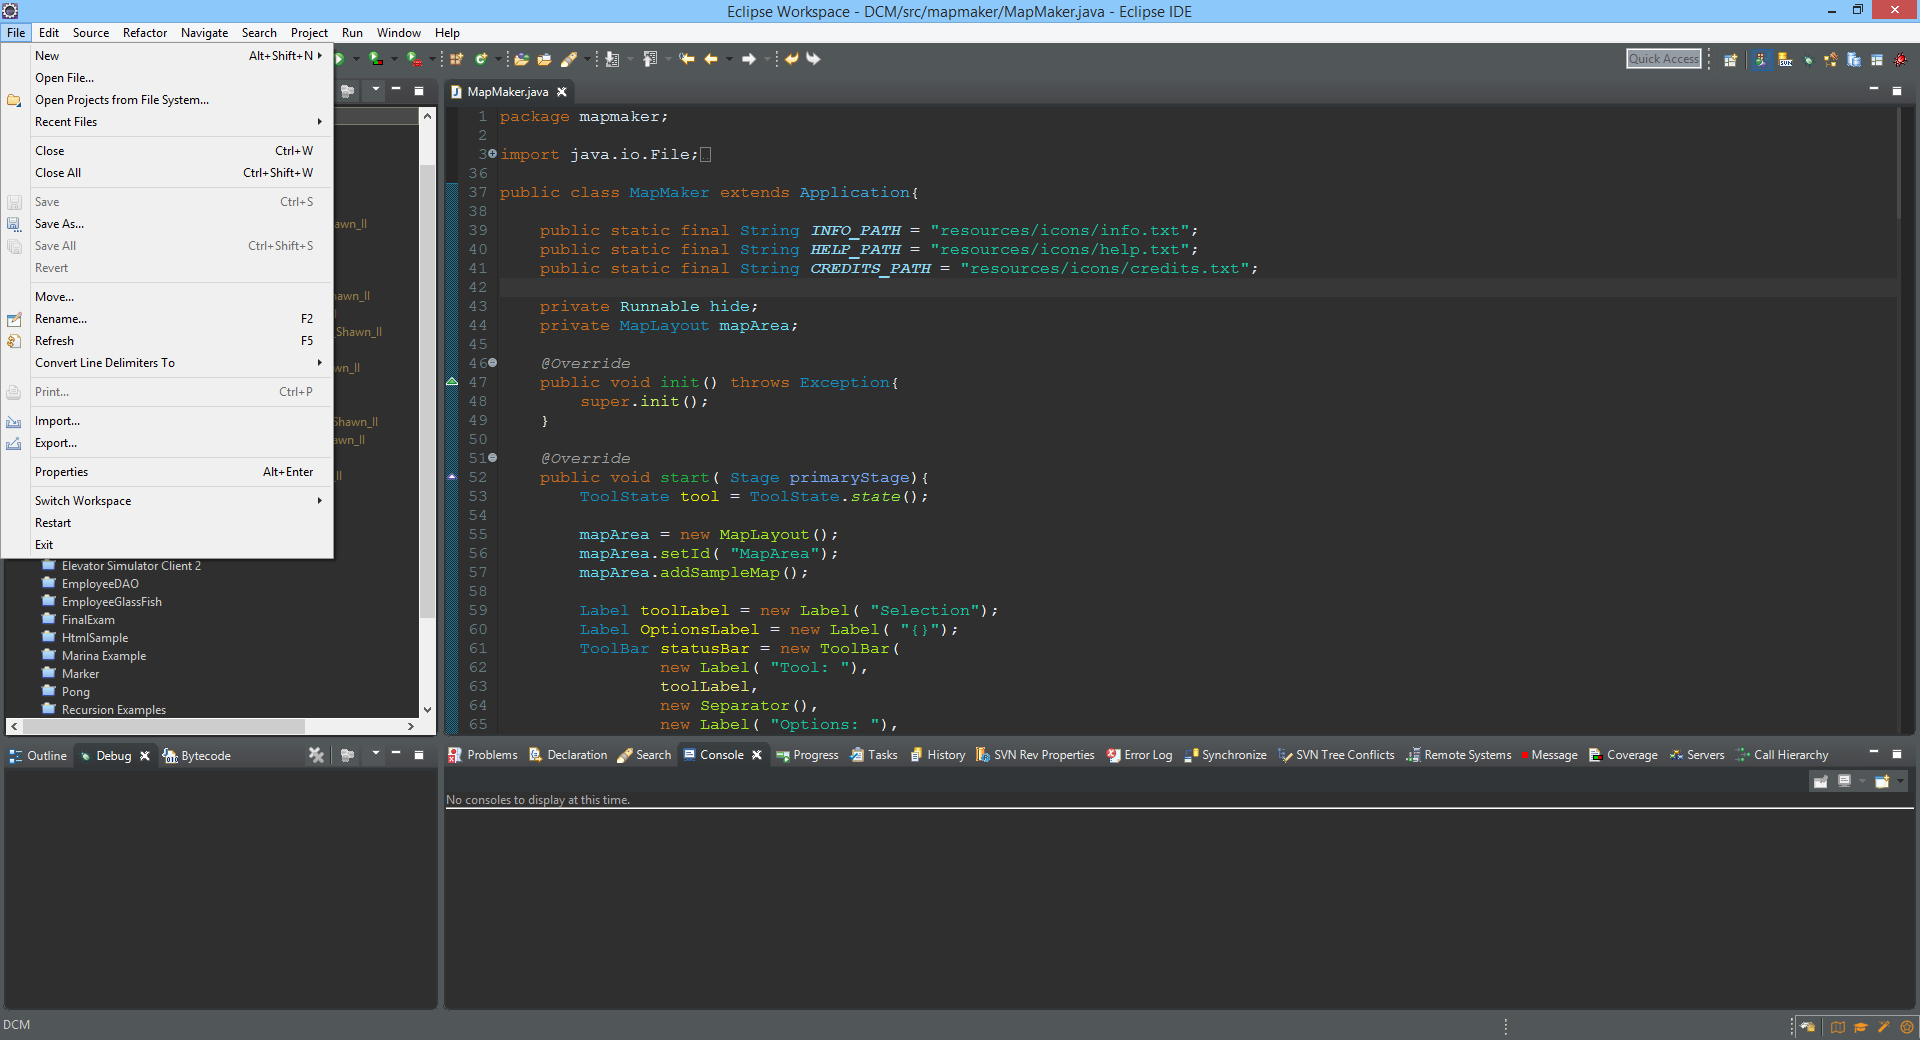 Eclipse Workspace - DCM/src/mapmaker/MapMaker.java - Eclipse IDE
File Edit Source Refactor Navigate Search Project Run Window Help
New Alt+Shift+N
Open File...
Open Projects from File System...
Recent Files
Close Ctrl+W
Close All Ctrl+Shift+W
Save Ctrl+S
Save As...
Save All Ctrl+Shift+S
Revert
Move...
Rename... F2
Refresh F5
Convert Line Delimiters To
Print... Ctrl+P
Import...
Export...
Properties Alt+Enter
Switch Workspace
Restart
Exit
Shawn_II
Shawn_II
Elevator Simulator Client 2
EmployeeDAO
EmployeeGlassFish
FinalExam
HtmlSample
Marina Example
Marker
Pong
Recursion Examples
Quick Access
MapMaker.java
1 package mapmaker;
2
3 import java.io.File;
36
37 public class MapMaker extends Application{
38
39 public static final String INFO_PATH = "resources/icons/info.txt";
40 public static final String HELP_PATH = "resources/icons/help.txt";
41 public static final String CREDITS_PATH = "resources/icons/credits.txt";
42
43 private Runnable hide;
44 private MapLayout mapArea;
45
46 @Override
47 public void init() throws Exception{
48 super.init();
49 }
50
51 @Override
52 public void start( Stage primaryStage){
53 ToolState tool = ToolState.state();
54
55 mapArea = new MapLayout();
56 mapArea.setId( "MapArea");
57 mapArea.addSampleMap();
58
59 Label toolLabel = new Label( "Selection");
60 Label OptionsLabel = new Label( "{}");
61 ToolBar statusBar = new ToolBar(
62 new Label( "Tool: "),
63 toolLabel,
64 new Separator(),
65 new Label( "Options: "),
Outline Debug Bytecode
Problems Declaration Search Console Progress Tasks History SVN Rev Properties Error Log Synchronize SVN Tree Conflicts Remote Systems Message Coverage Servers Call Hierarchy
No consoles to display at this time.
DCM